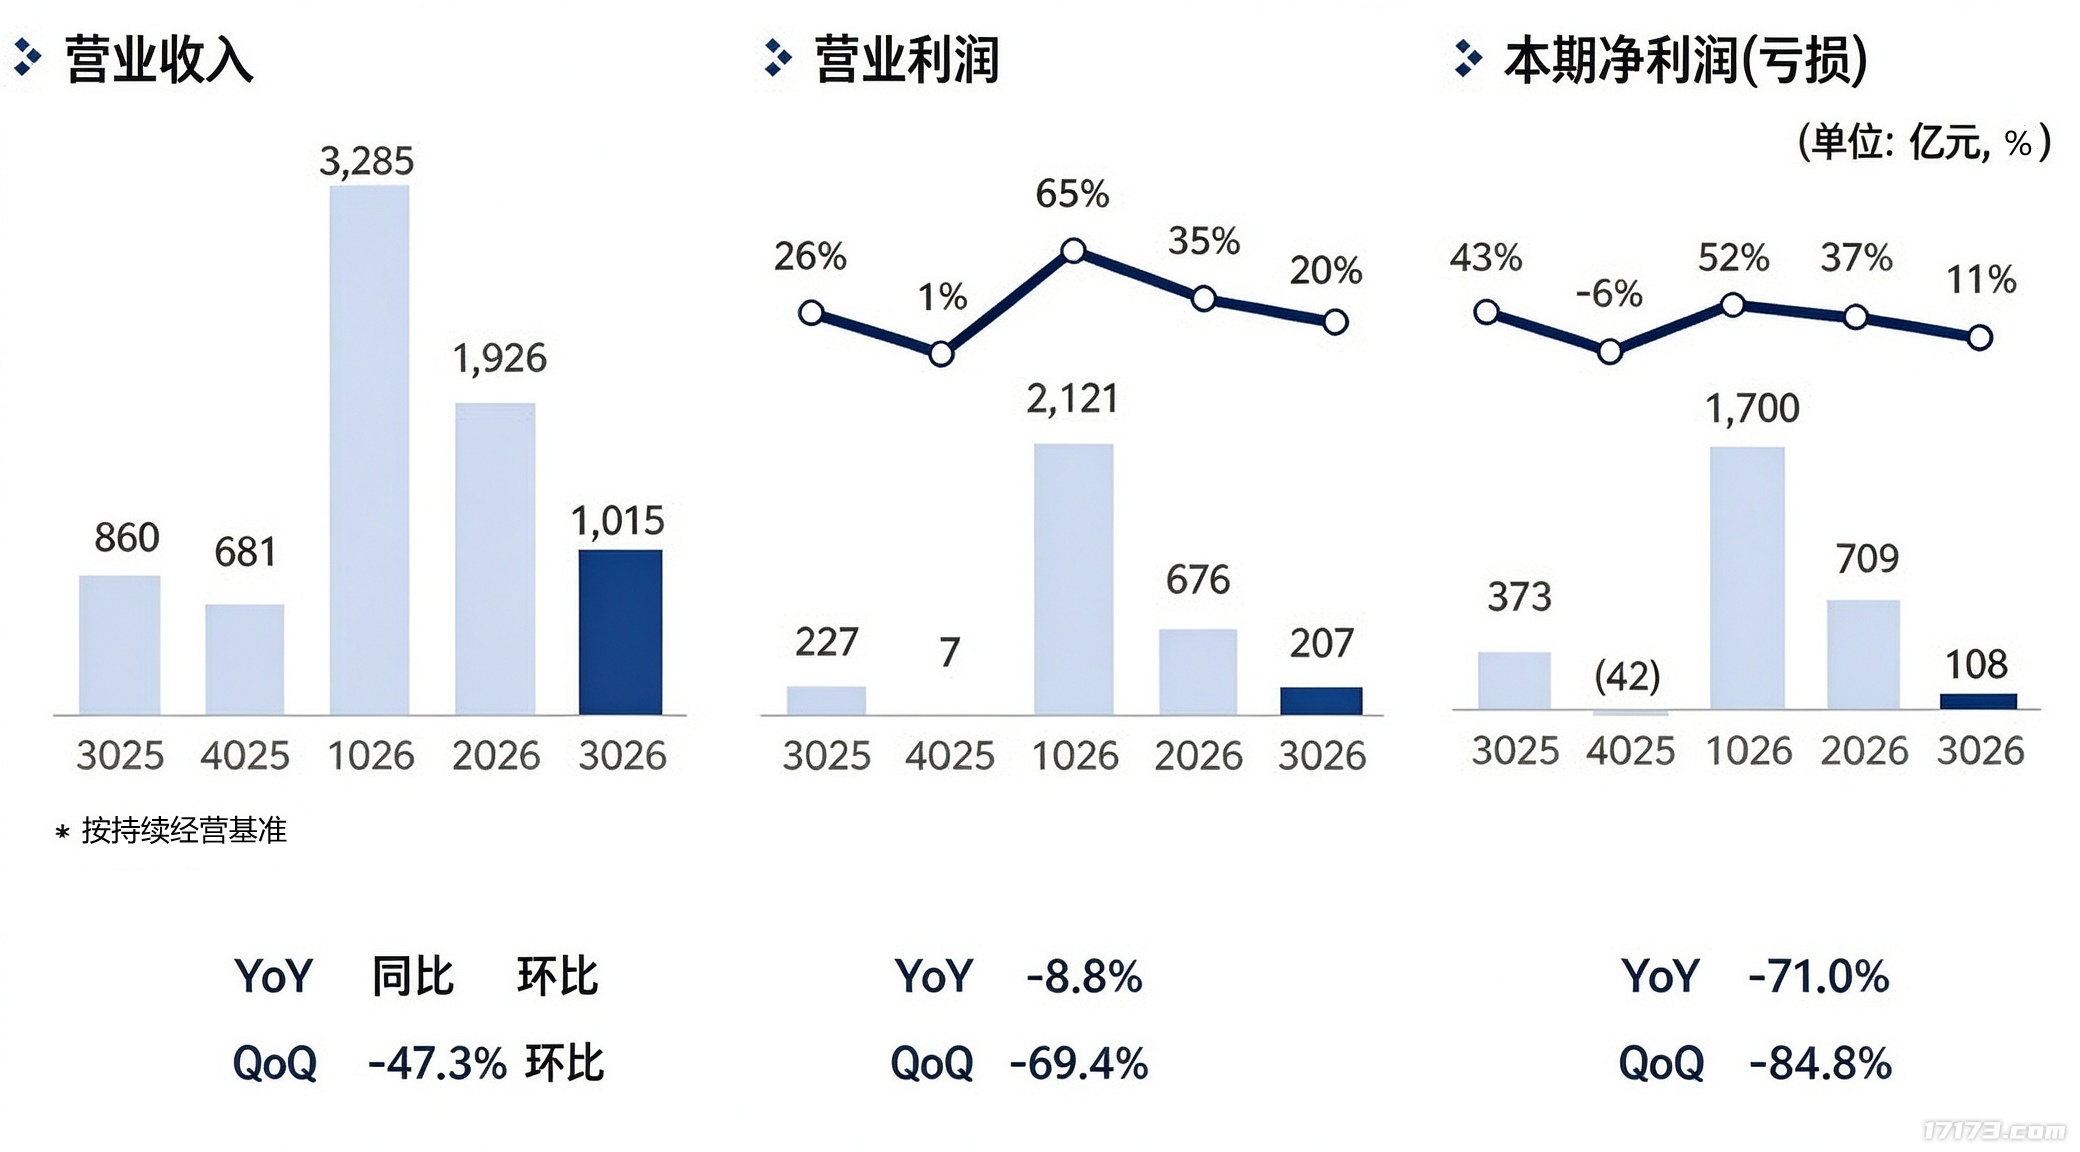 营业收入
3,285
1,926
1,015
860
681
3025 4025 1026 2026 3026
* 按持续经营基准
YoY 同比 环比
QoQ -47.3% 环比
营业利润
26% 1% 65% 35% 20%
227 7 2,121 676 207
3025 4025 1026 2026 3026
YoY -8.8%
QoQ -69.4%
本期净利润(亏损)
(单位: 亿元, %)
43% -6% 52% 37% 11%
373 (42) 1,700 709 108
3025 4025 1026 2026 3026
YoY -71.0%
QoQ -84.8%
17173.com